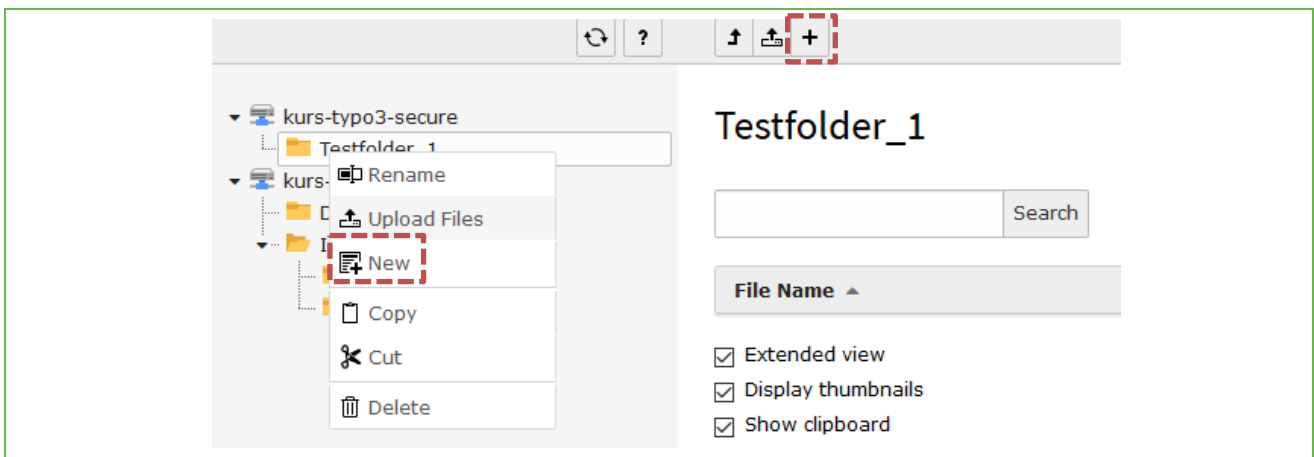 ?
+
kurs-typo3-secure
Testfolder_1
kurs-
Rename
D
Upload Files
I
New
Copy
Cut
Delete
Testfolder_1
Search
File Name
Extended view
Display thumbnails
Show clipboard